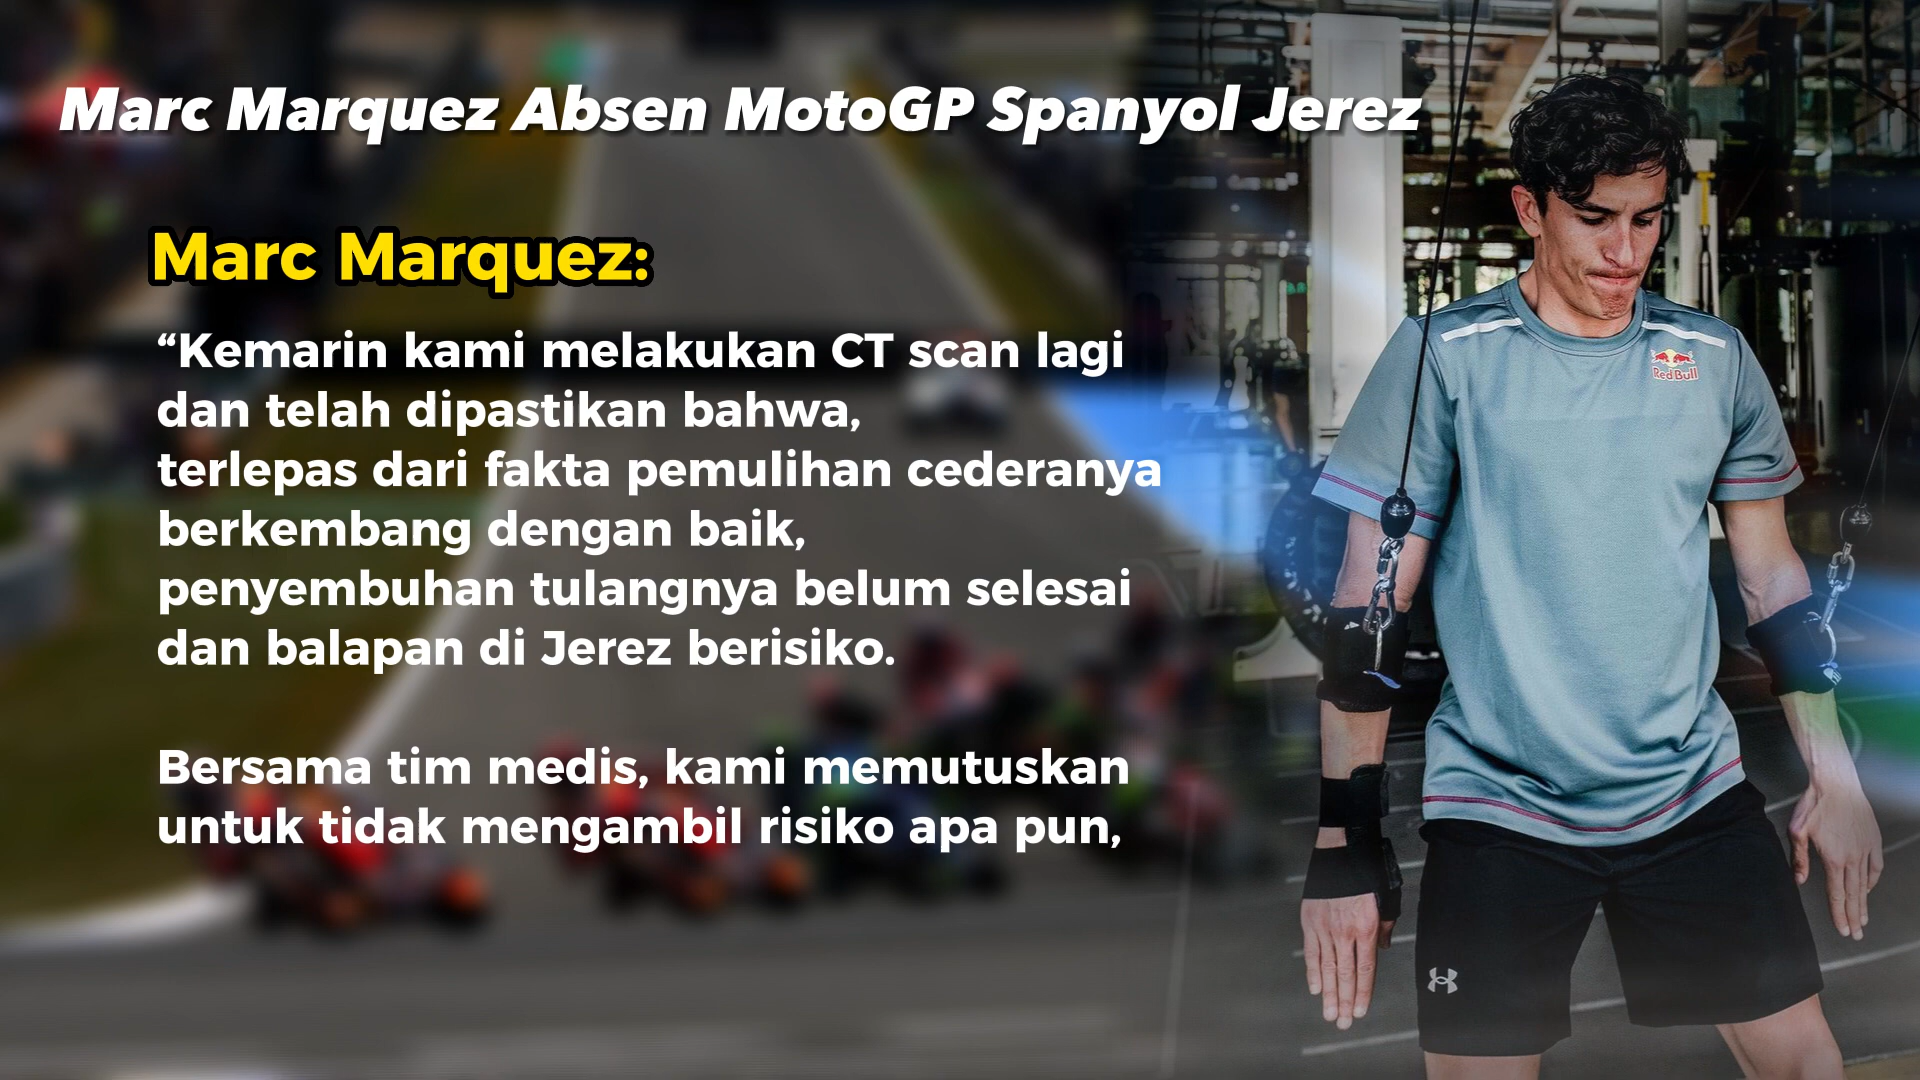 Marc Marquez Absen MotoGP Spanyol Jerez
Marc Marquez:
“Kemarin kami melakukan CT scan lagi
dan telah dipastikan bahwa,
terlepas dari fakta pemulihan cederanya
berkembang dengan baik,
penyembuhan tulangnya belum selesai
dan balapan di Jerez berisiko.
Bersama tim medis, kami memutuskan
untuk tidak mengambil risiko apa pun,
Red Bull